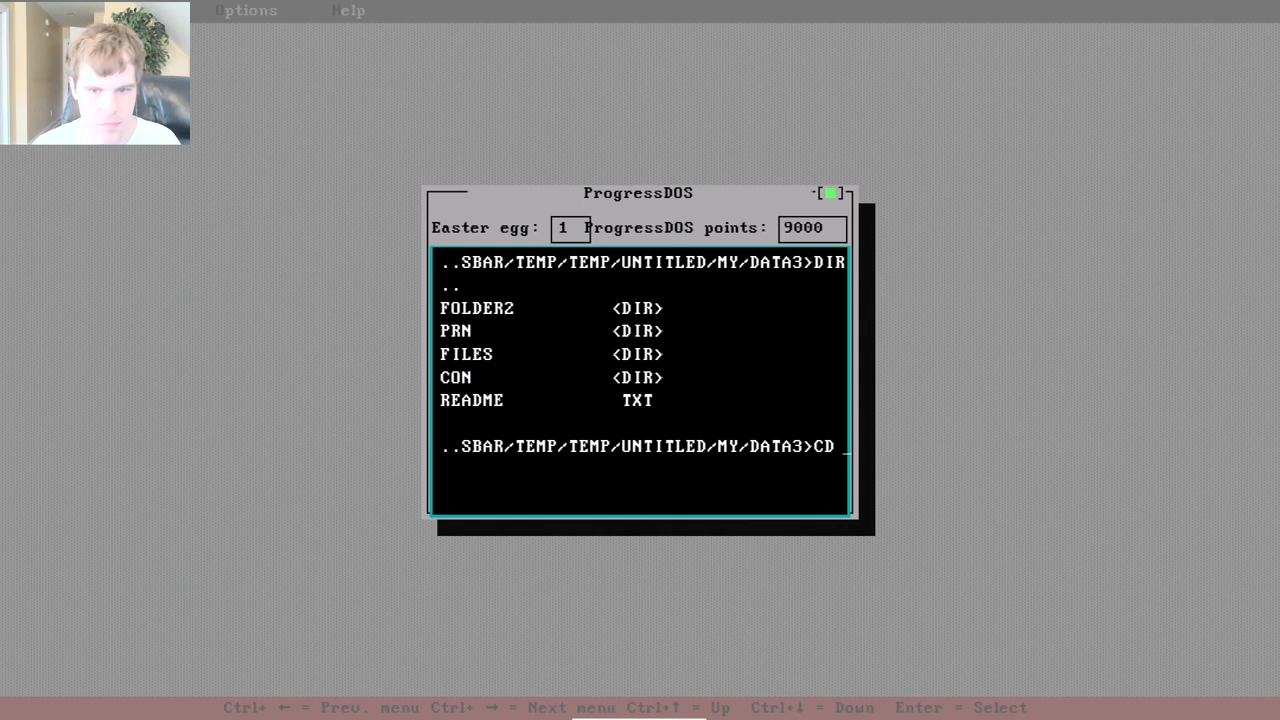 Options Help
ProgressDOS
Easter egg: 1 ProgressDOS points: 9000
..SBAR/TEMP/TEMP/UNTITLED/MY/DATA3>DIR
..
FOLDER2 <DIR>
PRN <DIR>
FILES <DIR>
CON <DIR>
README TXT
..SBAR/TEMP/TEMP/UNTITLED/MY/DATA3>CD _
Ctrl+ ← = Prev. menu Ctrl+ → = Next menu Ctrl+↑ = Up Ctrl+↓ = Down Enter = Select